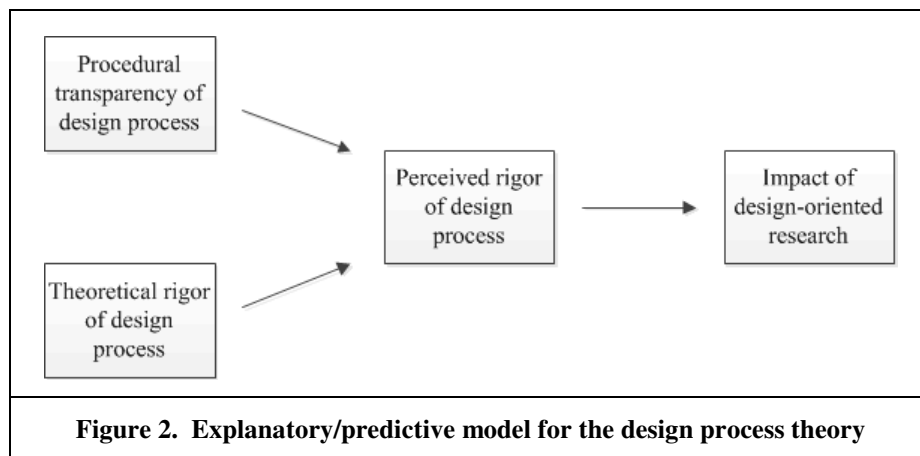 Procedural
transparency of
design process
Perceived rigor
of design
process
Impact of
design-oriented
research
Theoretical rigor
of design
process
Figure 2. Explanatory/predictive model for the design process theory